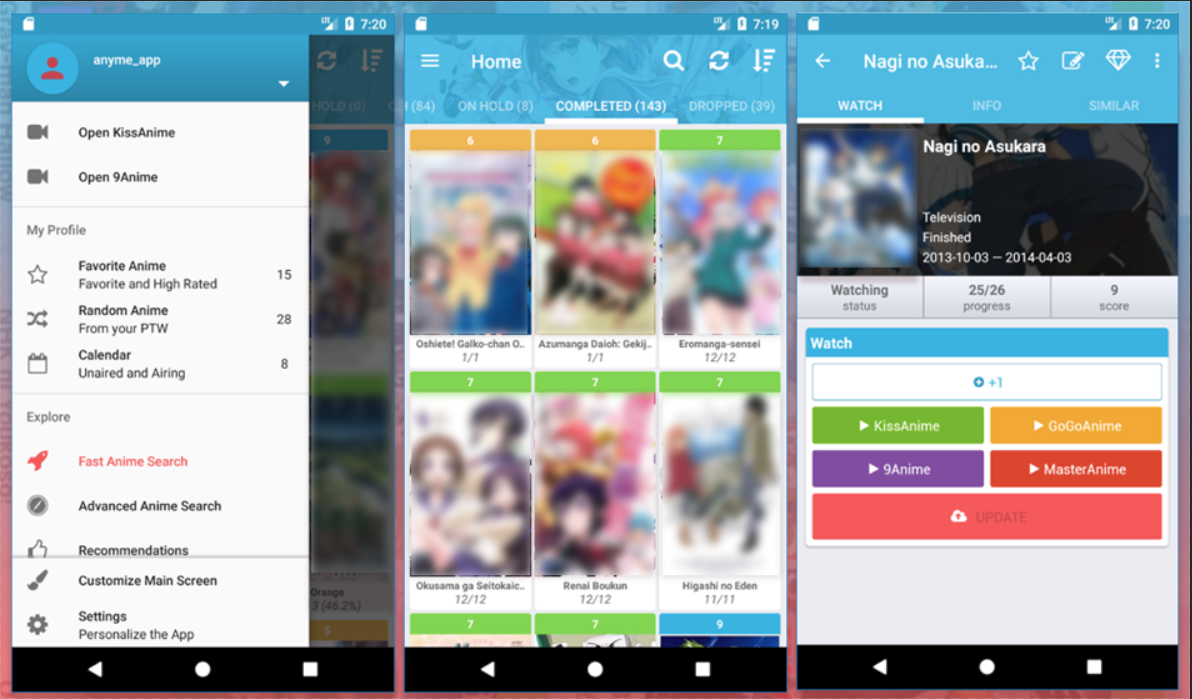 7:20
anyme_app
HOLD (0)
9
Open KissAnime
Open 9Anime
My Profile
Favorite Anime
15
Favorite and High Rated
Random Anime
28
From your PTW
Calendar
8
Unaired and Airing
Explore
Fast Anime Search
Advanced Anime Search
Recommendations
Customize Main Screen
Orange
3 (46.2%)
Settings
5
Personalize the App
LTE
7:19
Home
(84)
ON HOLD (8)
COMPLETED (143)
DROPPED (39)
6
6
7
Oshiete! Galko-chan O..
Azumanga Daioh: Gekij..
Eromanga-sensei
1/1
1/1
12/12
7
7
7
Okusama ga Seitokaic..
Renai Boukun
Higashi no Eden
12/12
12/12
11/11
7
7
9
LTE
7:20
Nagi no Asuka...
WATCH
INFO
SIMILAR
Nagi no Asukara
Television
Finished
2013-10-03 — 2014-04-03
Watching
25/26
9
status
progress
score
Watch
+1
KissAnime
GoGoAnime
9Anime
MasterAnime
UPDATE